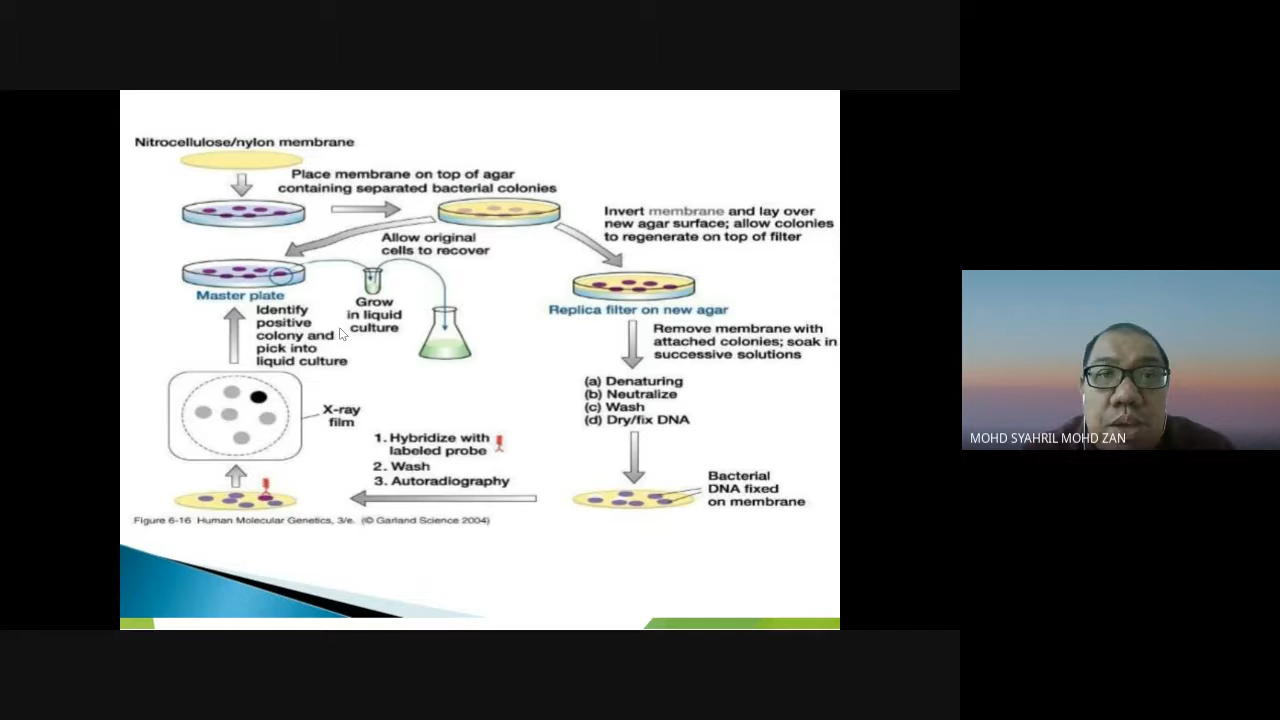 Nitrocellulose/nylon membrane
Place membrane on top of agar
containing separated bacterial colonies
Invert membrane and lay over
new agar surface; allow colonies
to regenerate on top of filter
Allow original
cells to recover
Master plate
Grow
in liquid
culture
Identify
positive
colony and
pick into
liquid culture
Replica filter on new agar
Remove membrane with
attached colonies; soak in
successive solutions
(a) Denaturing
(b) Neutralize
(c) Wash
(d) Dry/fix DNA
X-ray
film
1. Hybridize with
labeled probe
2. Wash
3. Autoradiography
Bacterial
DNA fixed
on membrane
Figure 6-16 Human Molecular Genetics, 3/e. (© Garland Science 2004)
MOHD SYAHRIL MOHD ZAN